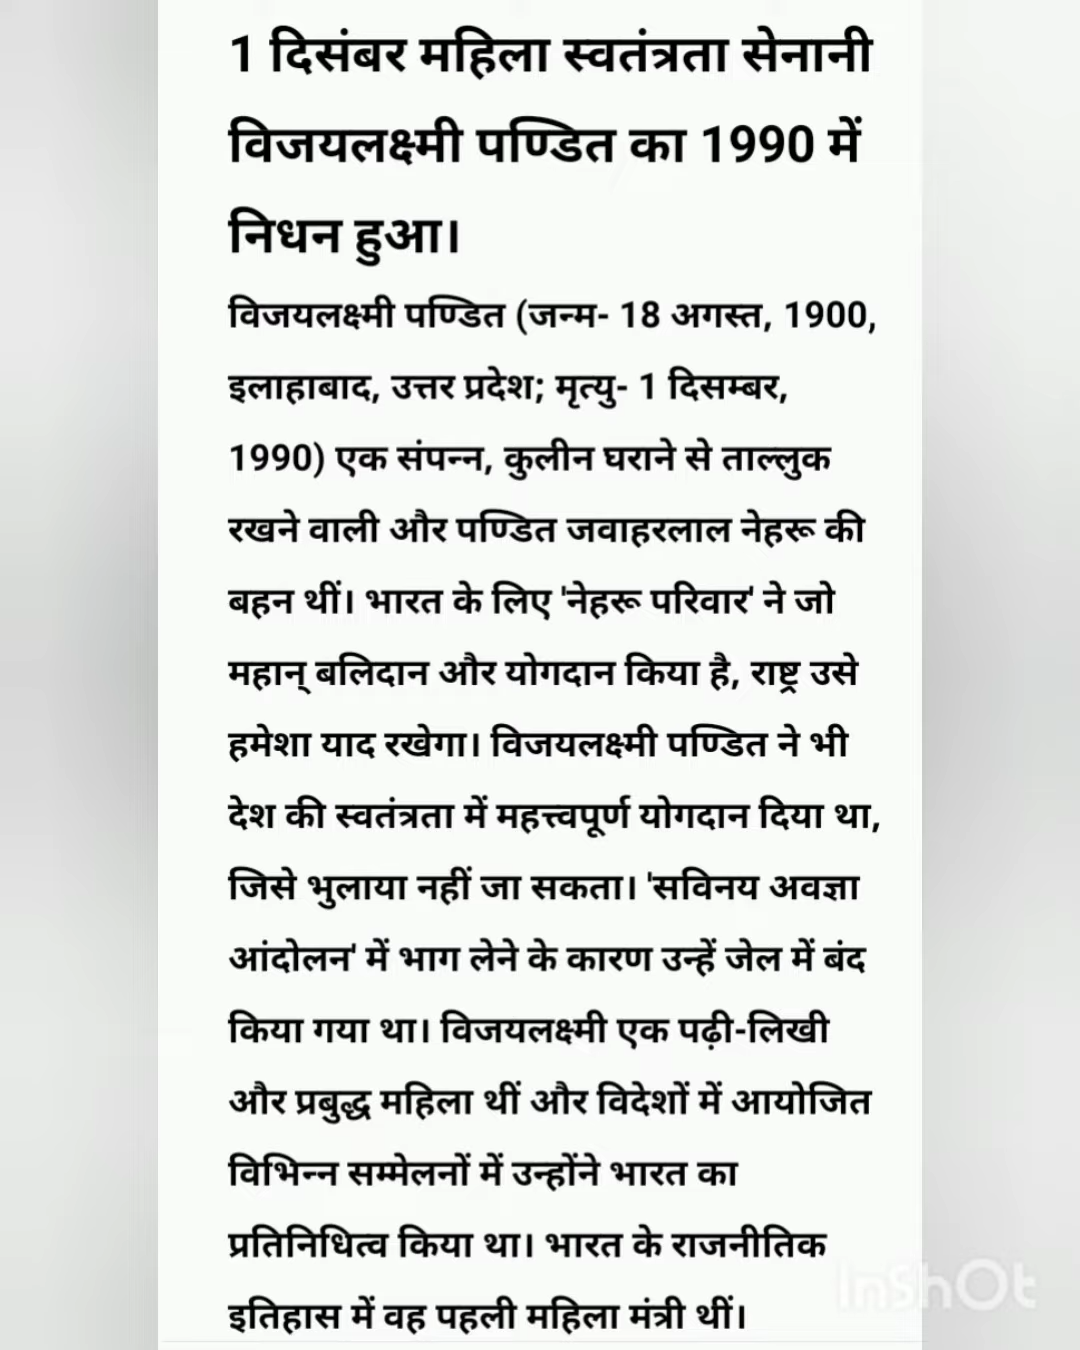 1 दिसंबर महिला स्वतंत्रता सेनानी
विजयलक्ष्मी पण्डित का 1990 में
निधन हुआ।
विजयलक्ष्मी पण्डित (जन्म- 18 अगस्त, 1900,
इलाहाबाद, उत्तर प्रदेश; मृत्यु- 1 दिसम्बर,
1990) एक संपन्न, कुलीन घराने से ताल्लुक
रखने वाली और पण्डित जवाहरलाल नेहरू की
बहन थीं। भारत के लिए 'नेहरू परिवार' ने जो
महान् बलिदान और योगदान किया है, राष्ट्र उसे
हमेशा याद रखेगा। विजयलक्ष्मी पण्डित ने भी
देश की स्वतंत्रता में महत्त्वपूर्ण योगदान दिया था,
जिसे भुलाया नहीं जा सकता। 'सविनय अवज्ञा
आंदोलन' में भाग लेने के कारण उन्हें जेल में बंद
किया गया था। विजयलक्ष्मी एक पढ़ी-लिखी
और प्रबुद्ध महिला थीं और विदेशों में आयोजित
विभिन्न सम्मेलनों में उन्होंने भारत का
प्रतिनिधित्व किया था। भारत के राजनीतिक
इतिहास में वह पहली महिला मंत्री थीं।
InShOt